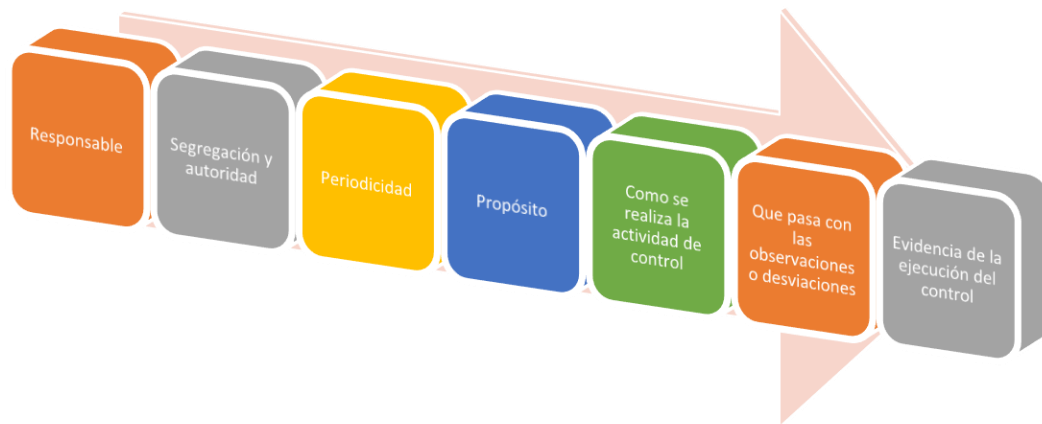 Responsable
Segregación y
autoridad
Periodicidad
Propósito
Como se
realiza la
actividad de
control
Que pasa con
las
observaciones
o desviaciones
Evidencia de la
ejecución del
control